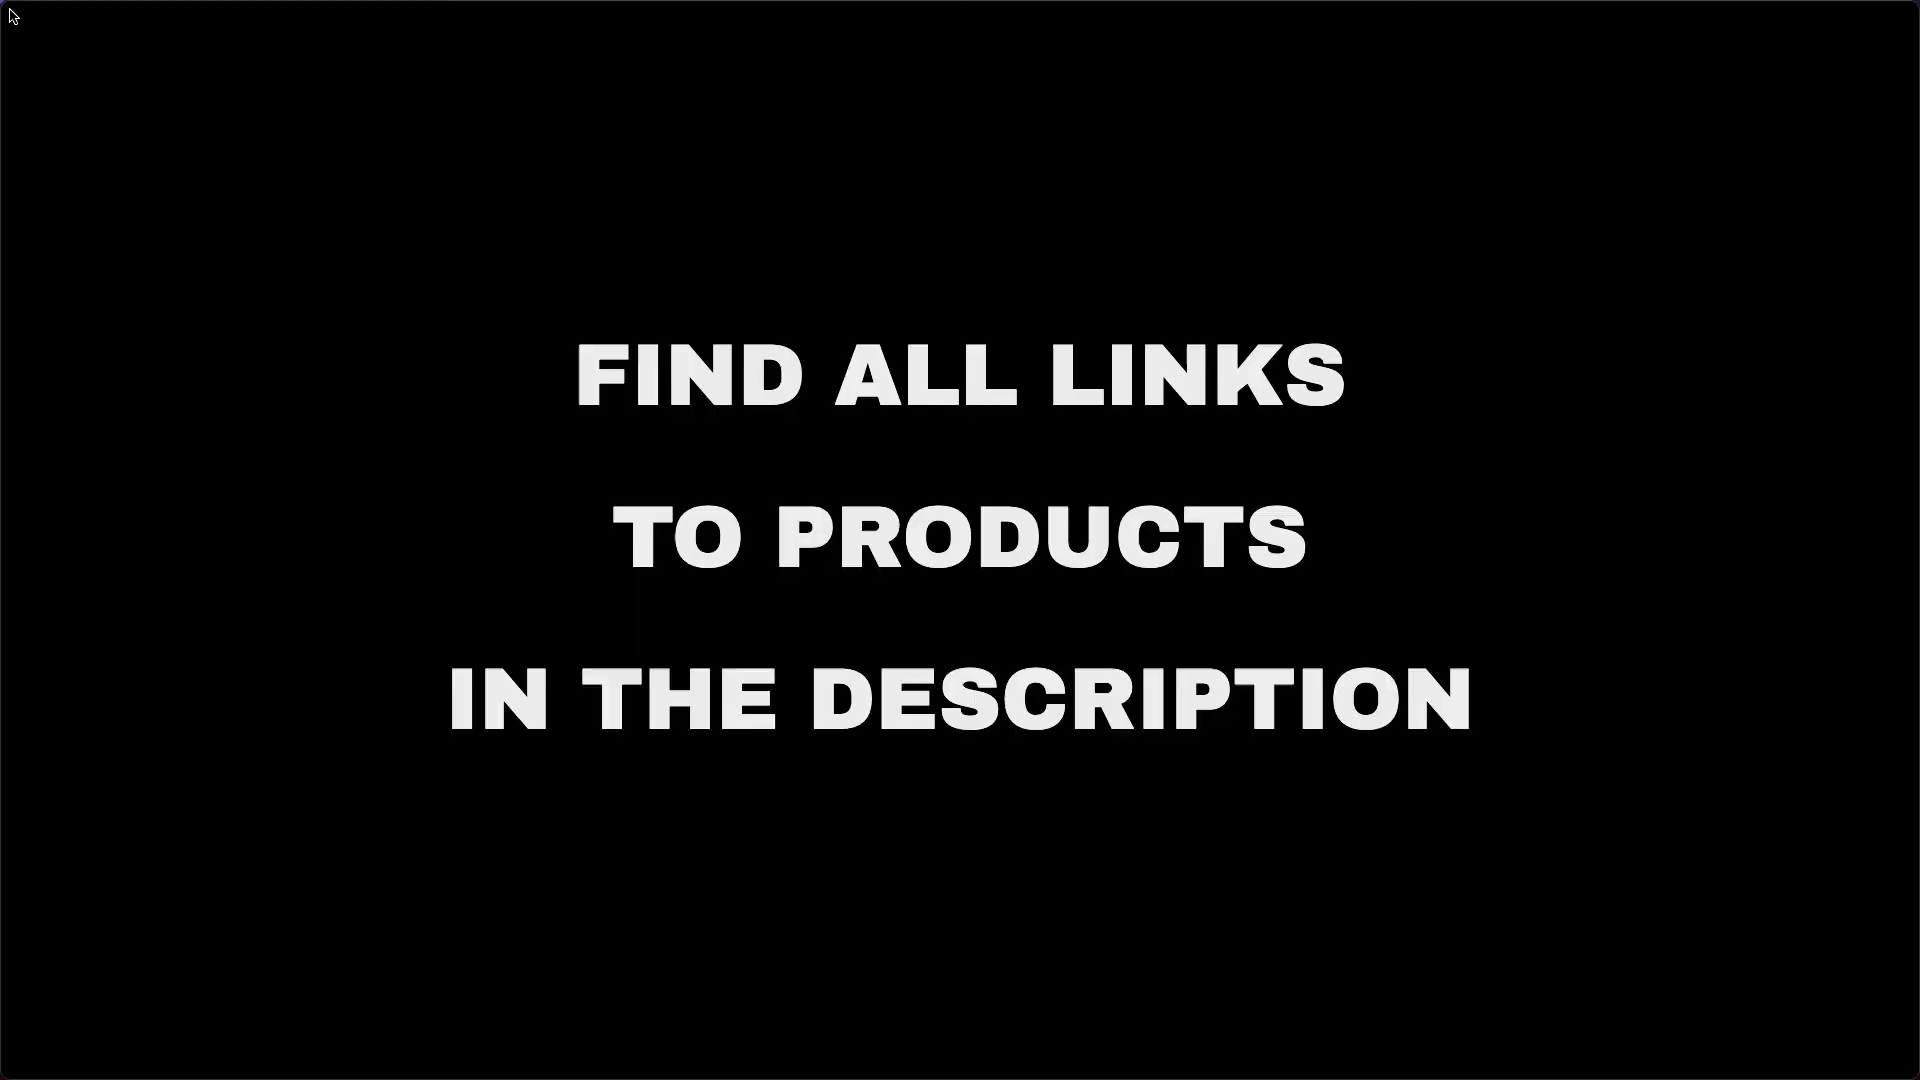 FIND ALL LINKS
TO PRODUCTS
IN THE DESCRIPTION